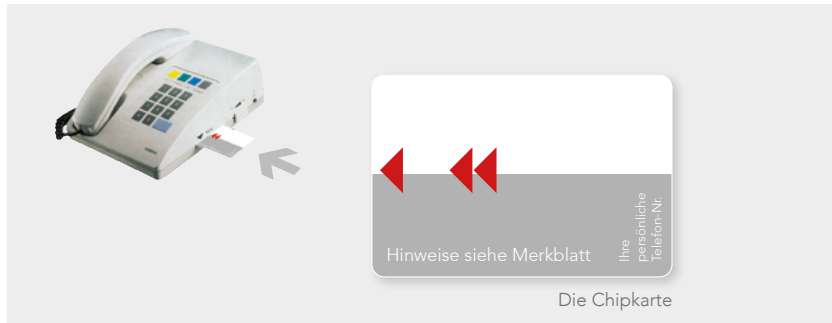 Hinweise siehe Merkblatt
Ihre
persönliche
Telefon-Nr.
Die Chipkarte